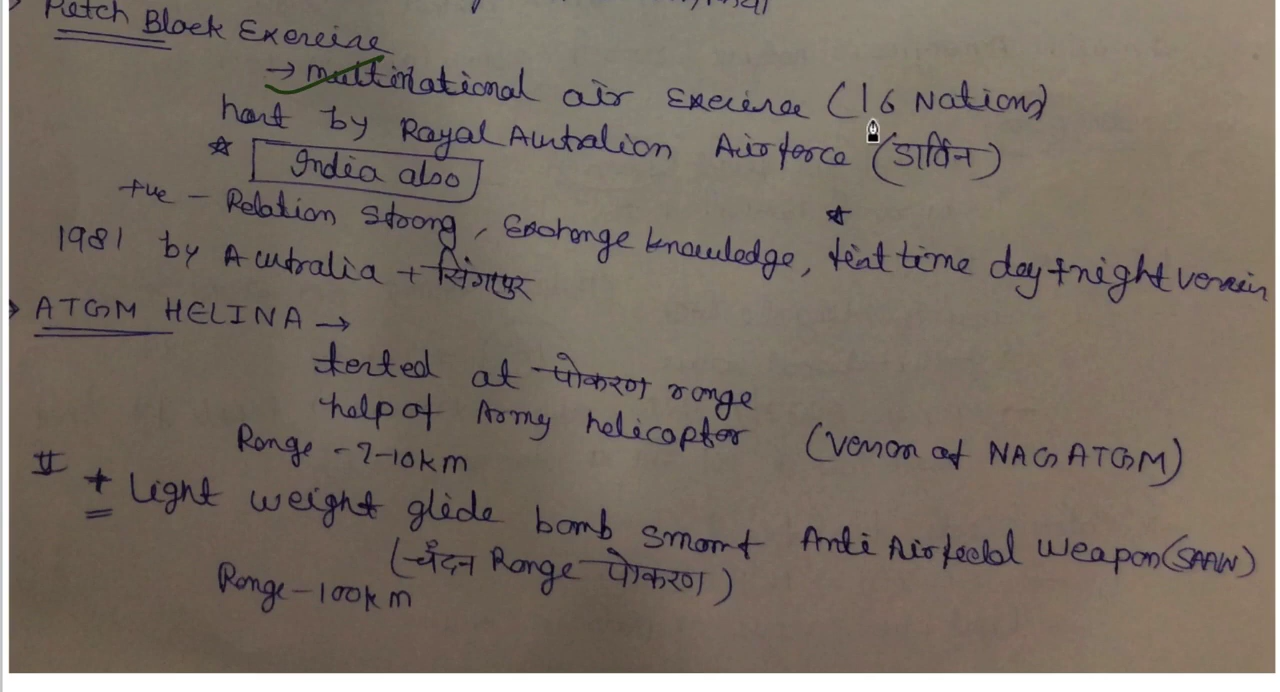 Pitch Black Exercise
→ multinational air Exercise (16 Nation)
host by Royal Australian Airforce (डार्विन)
☆ India also
+ve - Relation Strong, Exchange knowledge, first time day + night version
1981 by Australia + सिंगापुर
ATGM HELINA →
tested at पोकरण range
help of Army helicopter (Version of NAG ATGM)
Range - 7-10km
II + Light weight glide bomb Smart Anti Airfield Weapon (SAAW)
(चंदन Range पोकरण)
Range - 100km